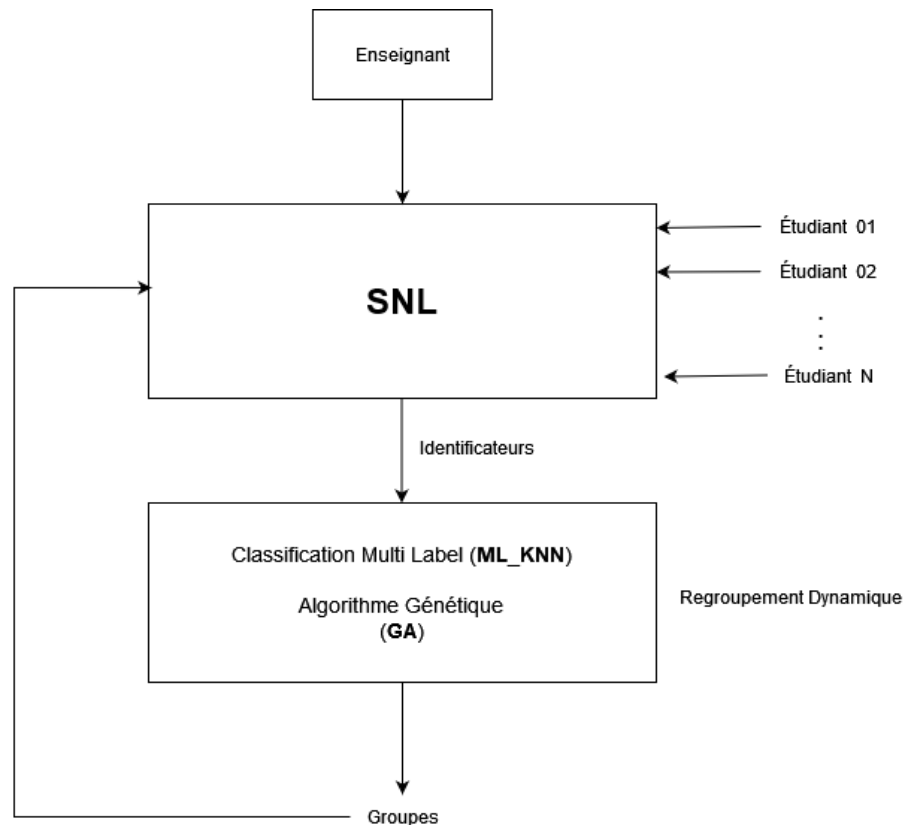 Enseignant
SNL
Étudiant 01
Étudiant 02
Étudiant N
Identificateurs
Classification Multi Label (ML_KNN)
Algorithme Génétique
(GA)
Regroupement Dynamique
Groupes